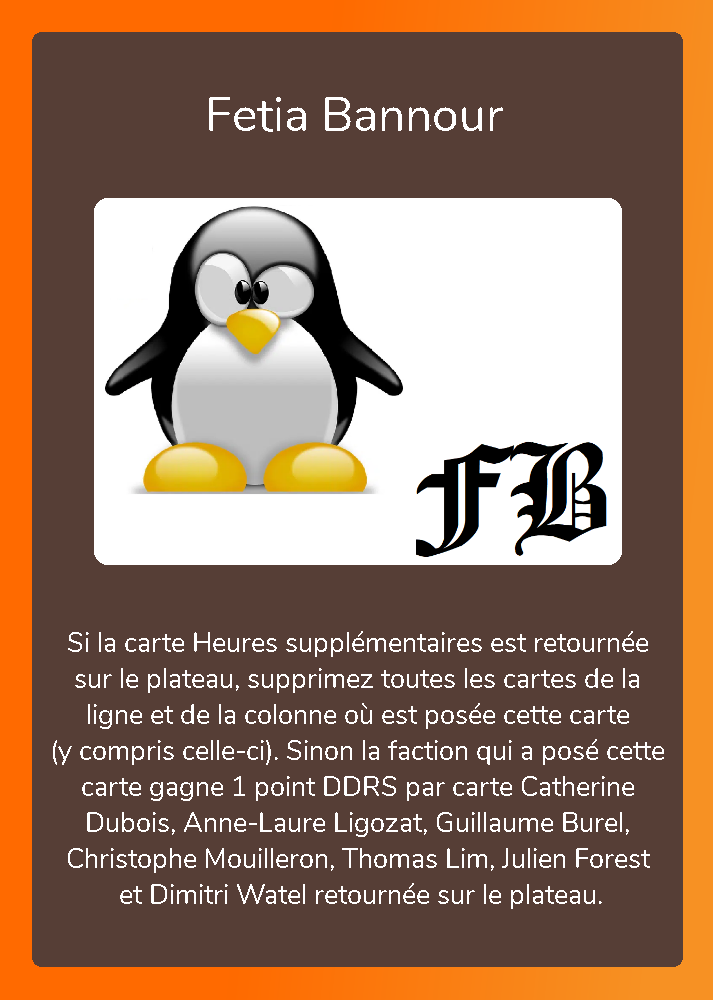 Fetia Bannour
FB
Si la carte Heures supplémentaires est retournée
sur le plateau, supprimez toutes les cartes de la
ligne et de la colonne où est posée cette carte
(y compris celle-ci). Sinon la faction qui a posé cette
carte gagne 1 point DDRS par carte Catherine
Dubois, Anne-Laure Ligozat, Guillaume Burel,
Christophe Mouilleron, Thomas Lim, Julien Forest
et Dimitri Watel retournée sur le plateau.